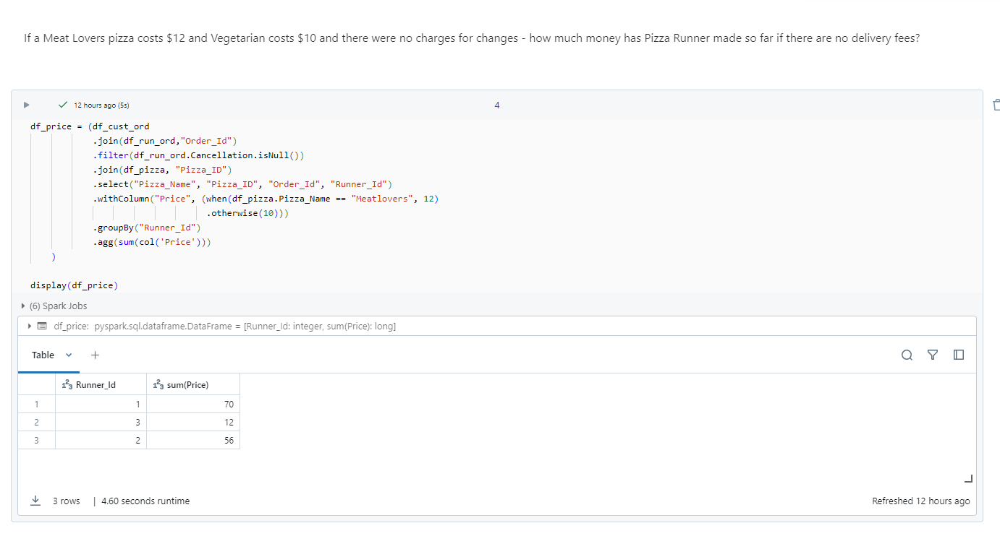 If a Meat Lovers pizza costs $12 and Vegetarian costs $10 and there were no charges for changes - how much money has Pizza Runner made so far if there are no delivery fees?
12 hours ago (5s)
4
df_price = (df_cust_ord
.join(df_run_ord,"Order_Id")
.filter(df_run_ord.Cancellation.isNull())
.join(df_pizza, "Pizza_ID")
.select("Pizza_Name", "Pizza_ID", "Order_Id", "Runner_Id")
.withColumn("Price", (when(df_pizza.Pizza_Name == "Meatlovers", 12)
.otherwise(10)))
.groupBy("Runner_Id")
.agg(sum(col('Price')))
)
display(df_price)
(6) Spark Jobs
df_price: pyspark.sql.dataframe.DataFrame = [Runner_Id: integer, sum(Price): long]
Table +
Runner_Id sum(Price)
1 1 70
2 3 12
3 2 56
3 rows | 4.60 seconds runtime Refreshed 12 hours ago